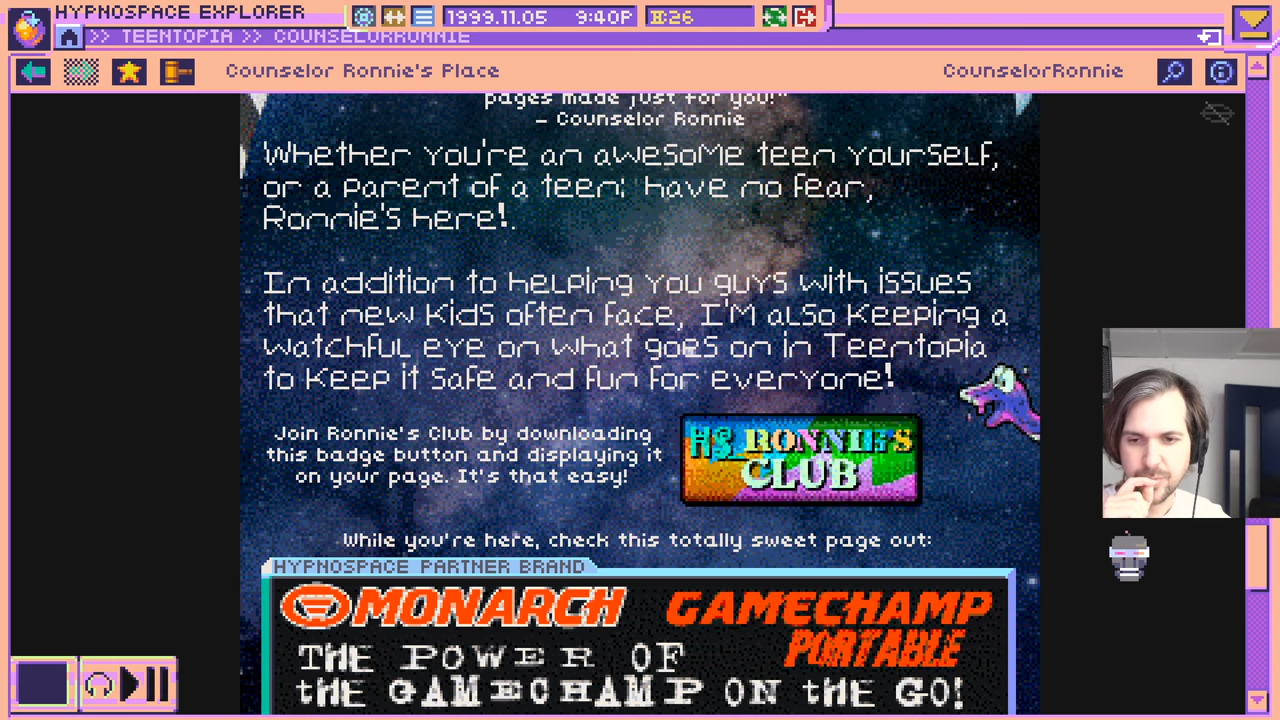 HYPNOSPACE EXPLORER
1999.11.05 9:40P
:26
>> TEENTOPIA >> COUNSELORRONNIE
Counselor Ronnie's Place
CounselorRonnie
pages made just for you!"
- Counselor Ronnie
Whether you're an awesome teen yourself,
or a parent of a teen: have no fear,
Ronnie's here!.
In addition to helping you guys with issues
that new kids often face, I'm also keeping a
watchful eye on what goes on in Teentopia
to keep it safe and fun for everyone!
Join Ronnie's Club by downloading
this badge button and displaying it
on your page. It's that easy!
HS RONNIE'S
CLUB
While you're here, check this totally sweet page out:
HYPNOSPACE PARTNER BRAND
MONARCH GAMECHAMP
PORTABLE
THE POWER OF
THE GAMECHAMP ON THE GO!